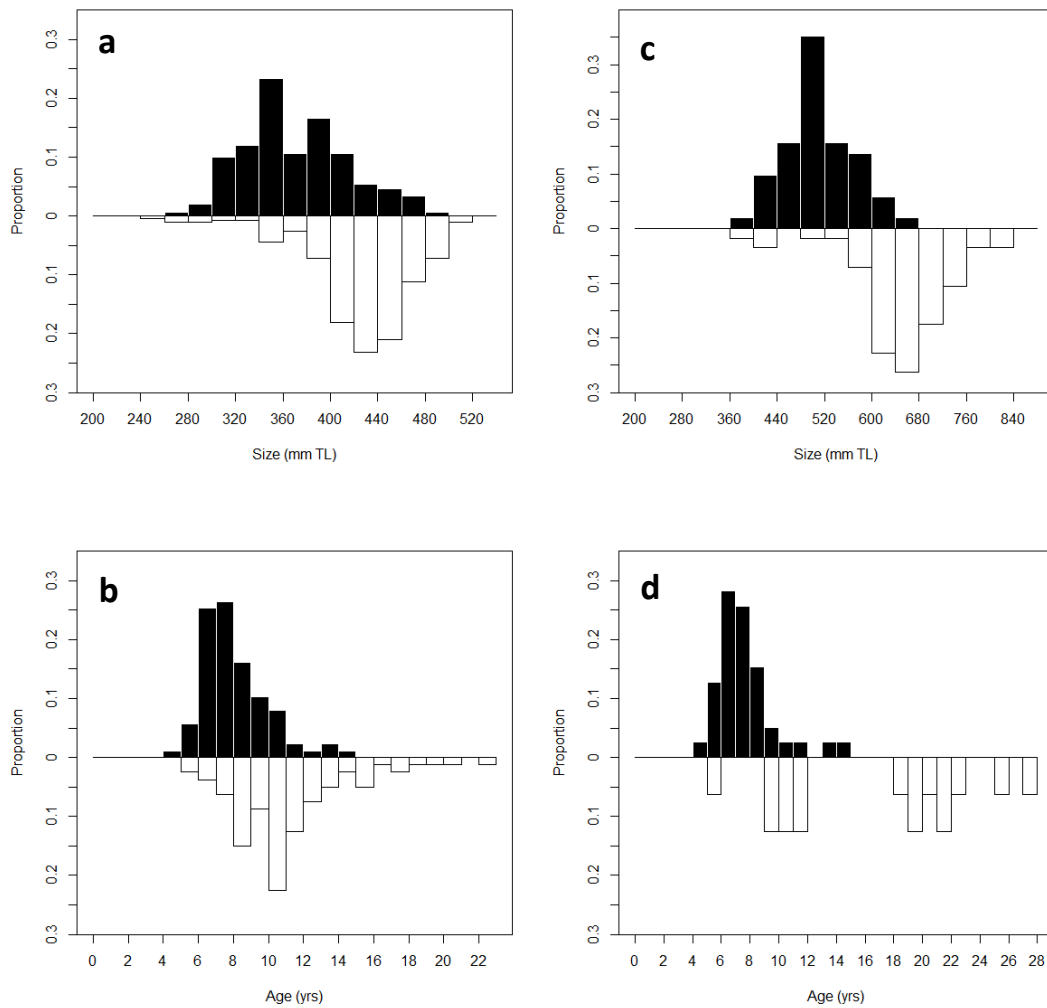 a
Proportion
0.3 0.2 0.1 0 0.1 0.2 0.3
200 240 280 320 360 400 440 480 520
Size (mm TL)
c
Proportion
0.3 0.2 0.1 0 0.1 0.2 0.3
200 280 360 440 520 600 680 760 840
Size (mm TL)
b
Proportion
0.3 0.2 0.1 0 0.1 0.2 0.3
0 2 4 6 8 10 12 14 16 18 20 22
Age (yrs)
d
Proportion
0.3 0.2 0.1 0 0.1 0.2 0.3
0 2 4 6 8 10 12 14 16 18 20 22 24 26 28
Age (yrs)